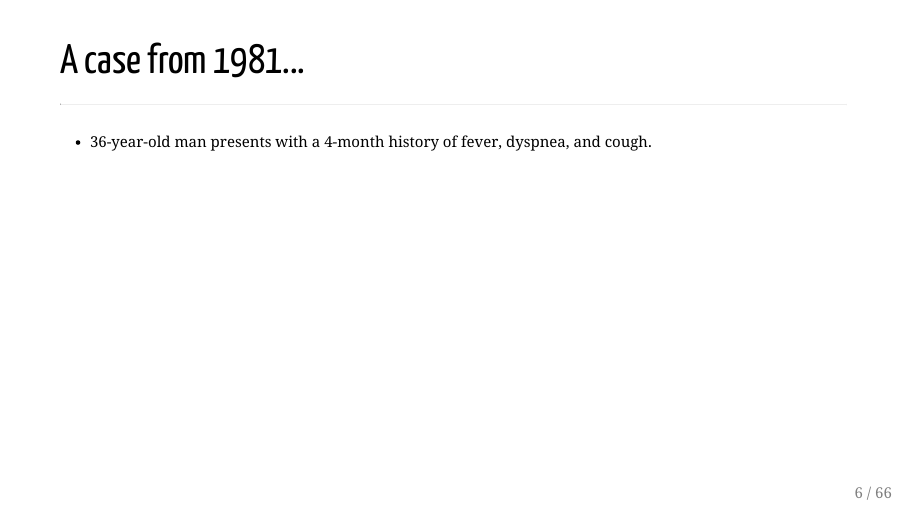 A case from 1981...
• 36-year-old man presents with a 4-month history of fever, dyspnea, and cough.
6 / 66